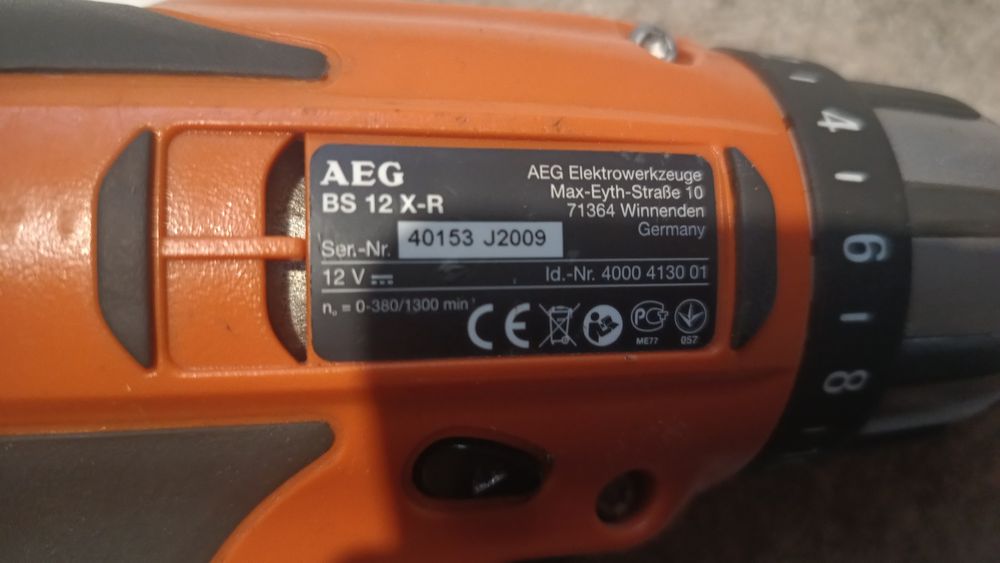 AEG
BS 12 X-R
Ser.-Nr. 40153 J2009
12 V
n₀ = 0-380/1300 min⁻¹
AEG Elektrowerkzeuge
Max-Eyth-Straße 10
71364 Winnenden
Germany
Id.-Nr. 4000 4130 01
CE
ME77
057
4
6
8